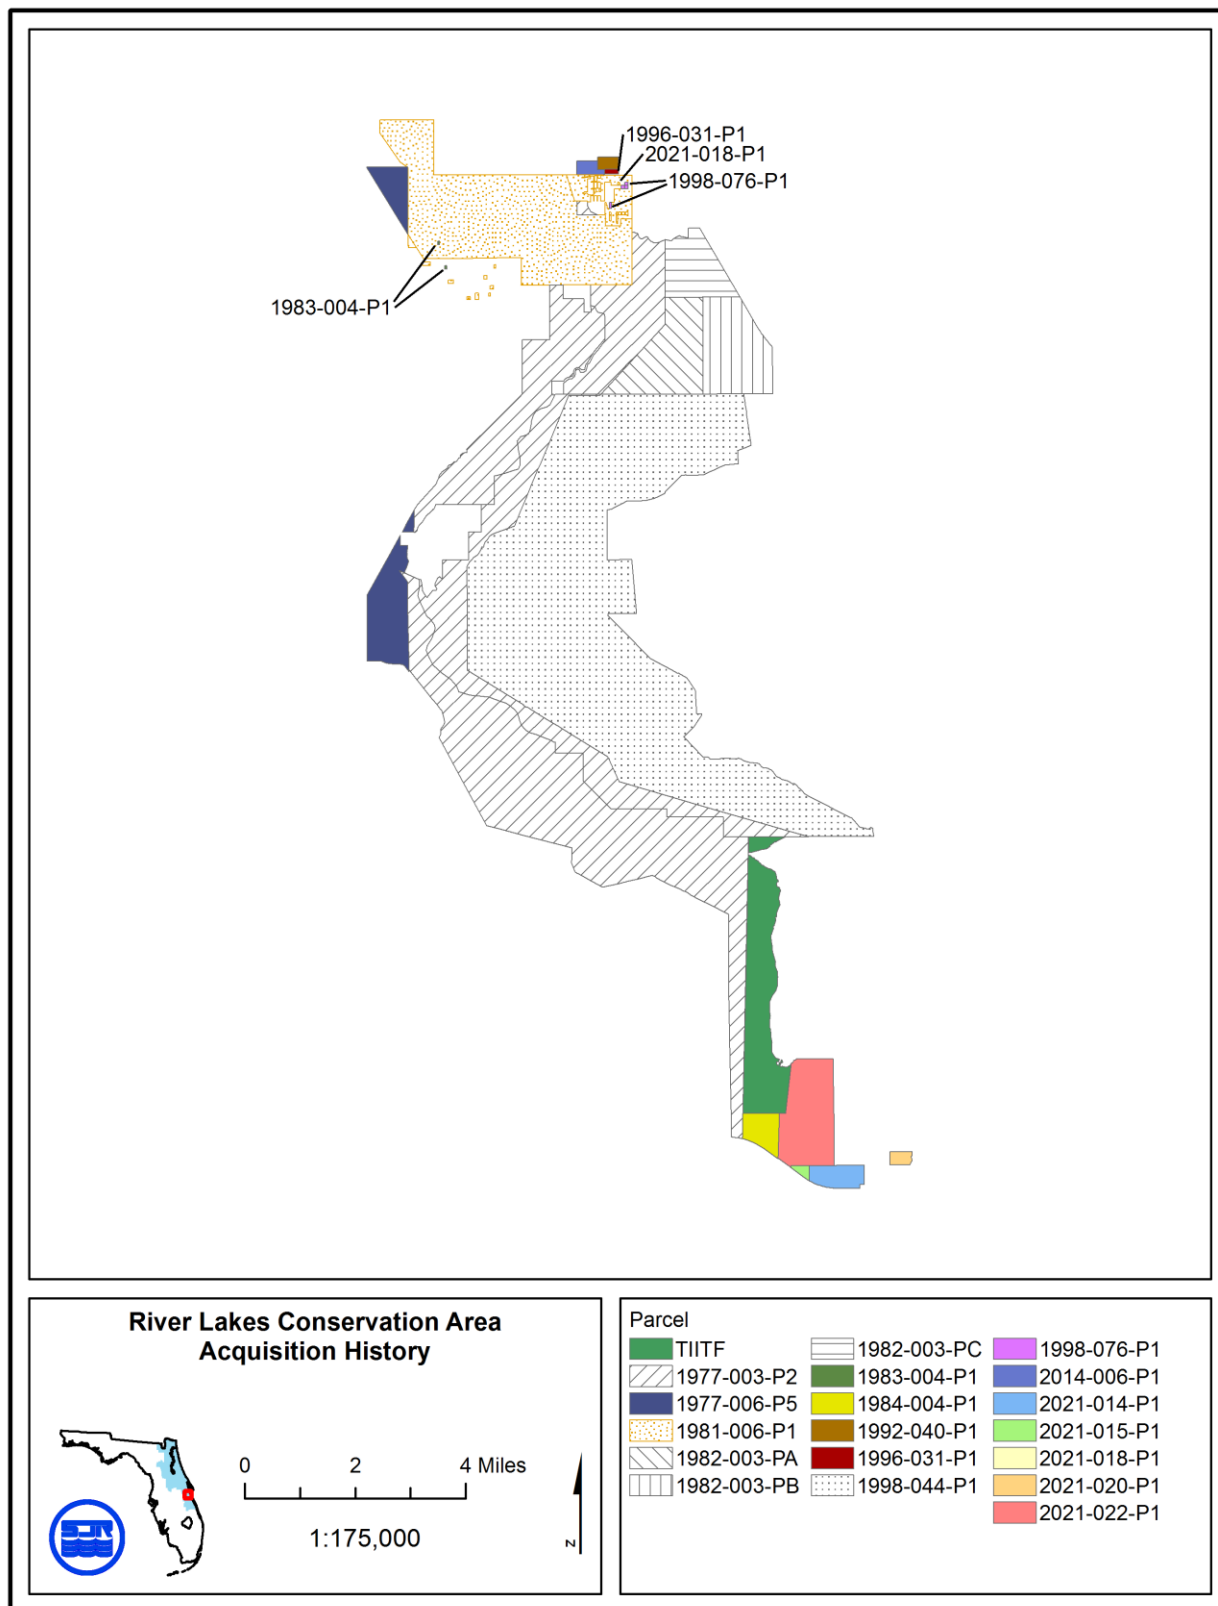 1996-031-P1
2021-018-P1
1998-076-P1
1983-004-P1
River Lakes Conservation Area
Acquisition History
0 2 4 Miles
1:175,000
N
SJR
Parcel
TIITF
1977-003-P2
1977-006-P5
1981-006-P1
1982-003-PA
1982-003-PB
1982-003-PC
1983-004-P1
1984-004-P1
1992-040-P1
1996-031-P1
1998-044-P1
1998-076-P1
2014-006-P1
2021-014-P1
2021-015-P1
2021-018-P1
2021-020-P1
2021-022-P1